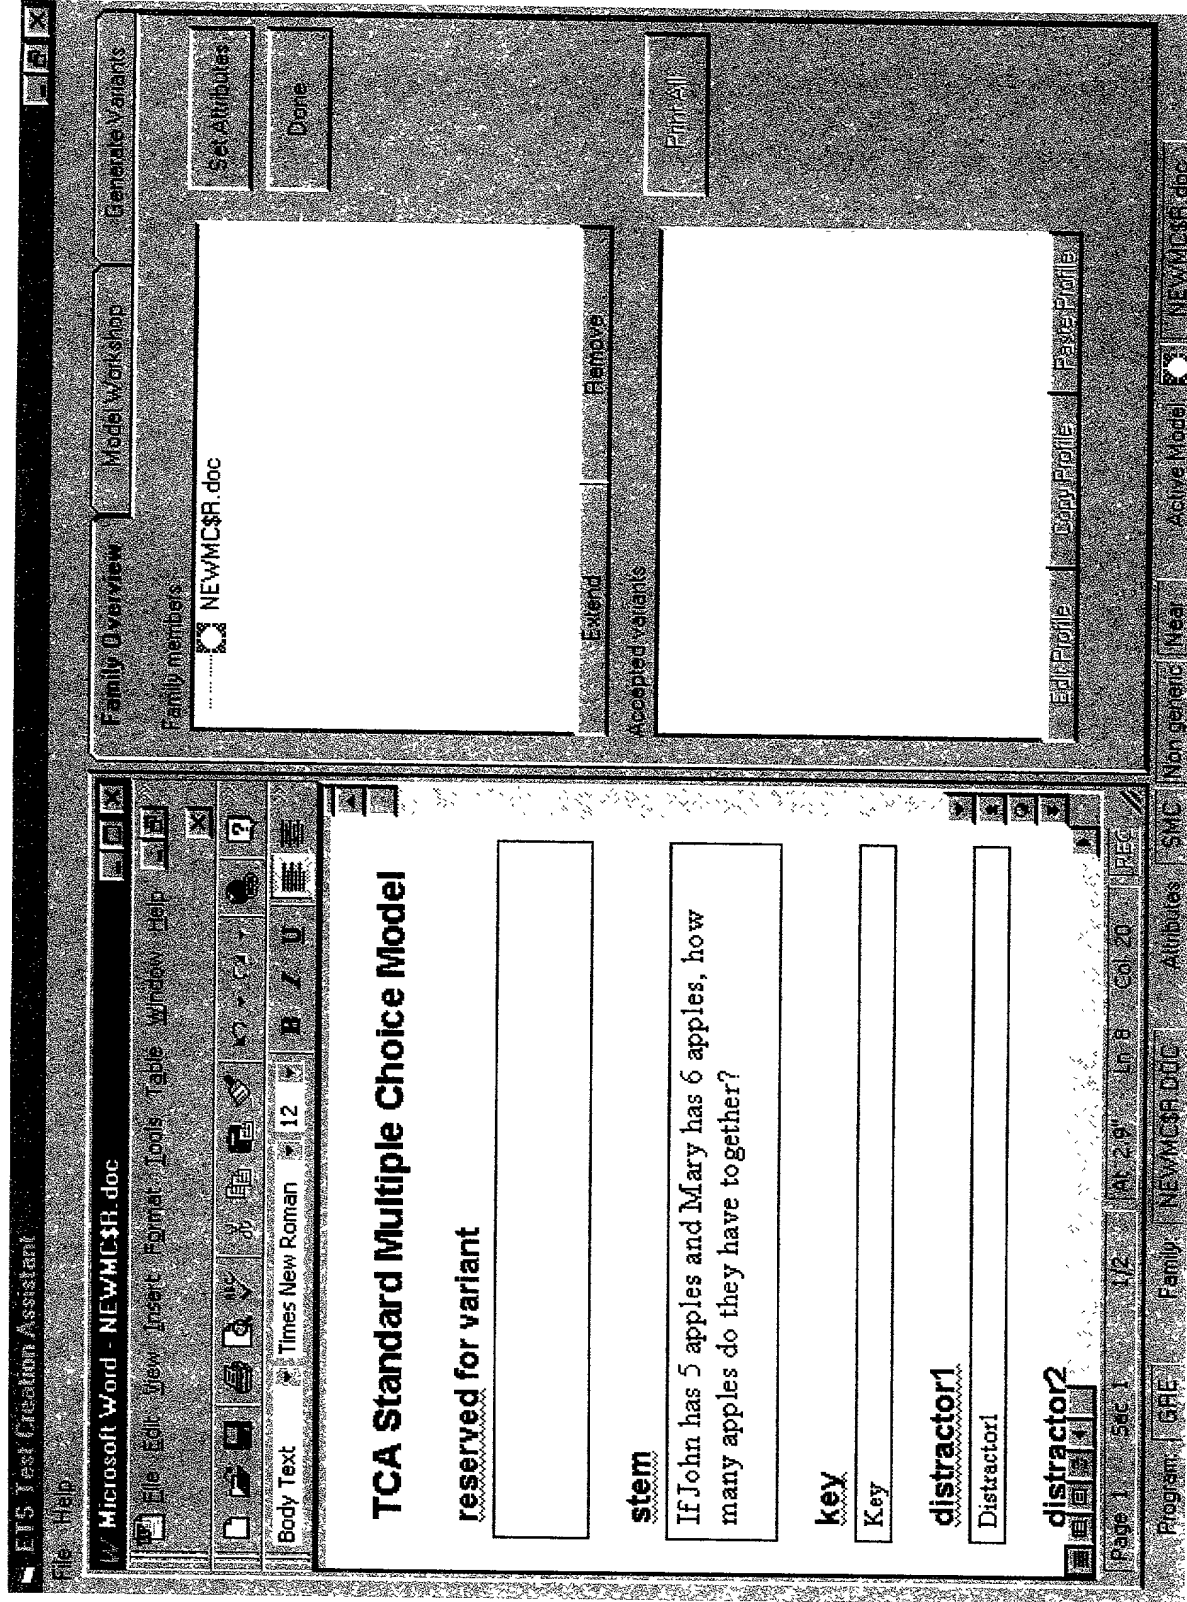 ETS Test Creation Assistant
File Help
Microsoft Word - NEWMC$R.doc
File Edit View Insert Format Tools Table Window Help
Body Text Times New Roman 12 B I U
TCA Standard Multiple Choice Model
reserved for variant
stem
If John has 5 apples and Mary has 6 apples, how
many apples do they have together?
key
Key
distractor1
Distractor1
distractor2
Page 1 Sec 1 1/2 At 2.9" Ln 8 Col 20 REC
Family Overview Model Workshop Generate Variants
Family members
NEWMC$R.doc
Set Attributes
Done
Extend Remove
Accepted variants
Print All
Edit Profile Copy Profile Paste Profile
Program: GRE Family: NEWMC$R.DOC Attributes: SMC Non generic Near Active Model: NEWMC$R.doc